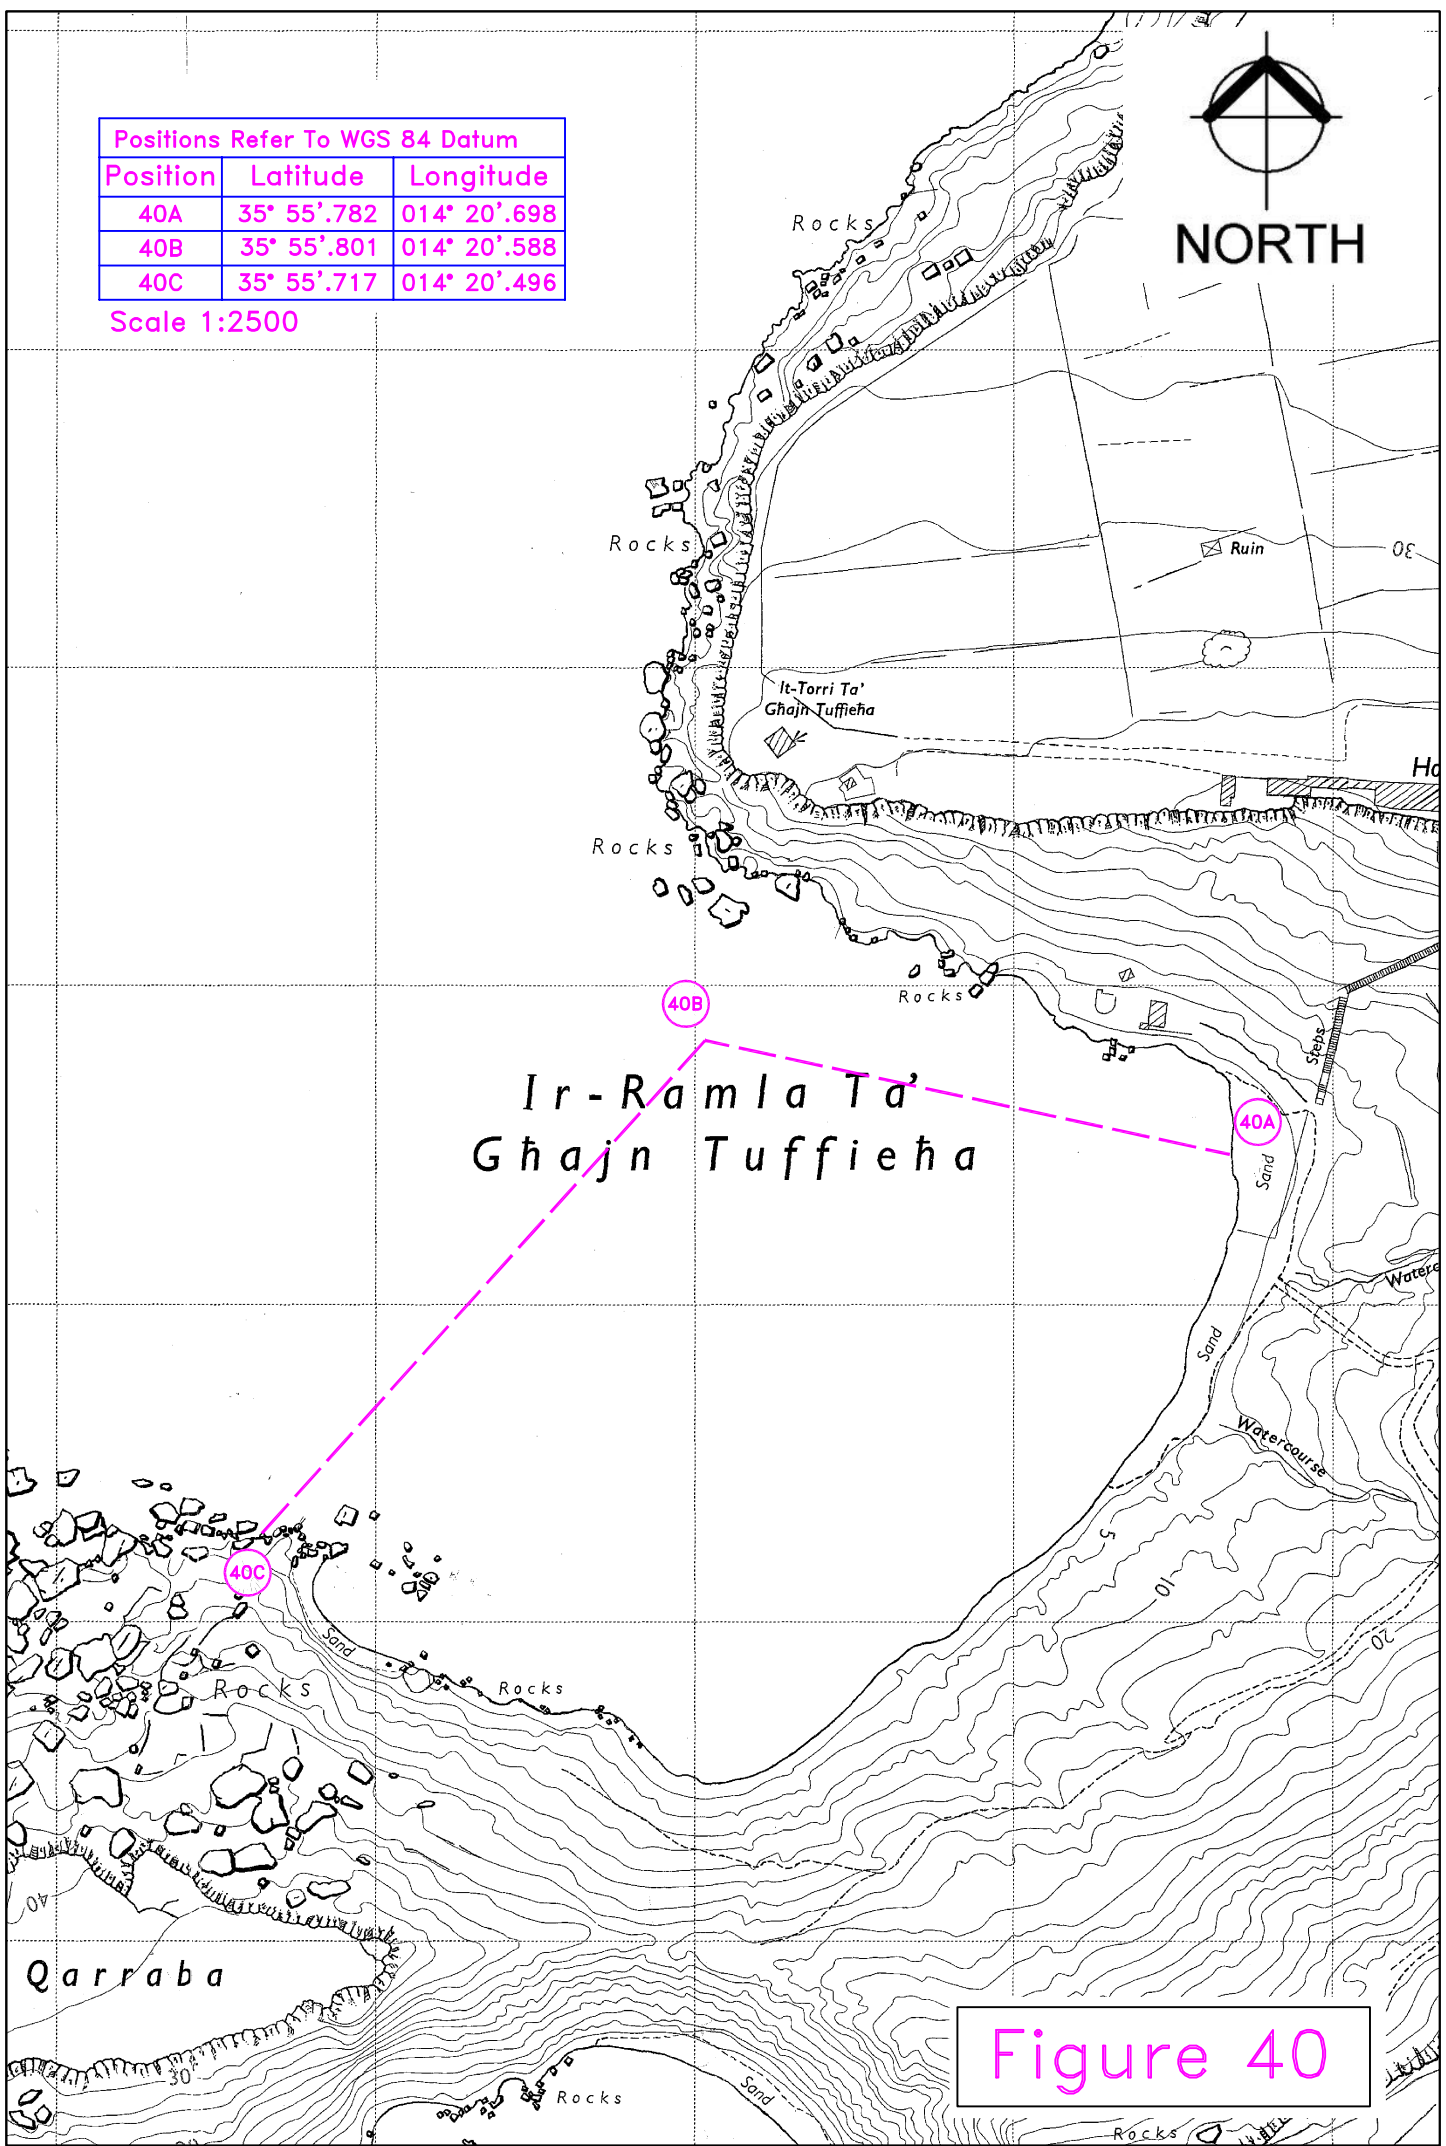 Positions Refer To WGS 84 Datum
Position Latitude Longitude
40A 35° 55'.782 014° 20'.698
40B 35° 55'.801 014° 20'.588
40C 35° 55'.717 014° 20'.496
Scale 1:2500
NORTH
Rocks
Rocks
Ruin
30
It-Torri Ta'
Għajn Tuffieħa
Rocks
Rocks
40B
Steps
Ir-Ramla Ta'
Għajn Tuffieħa
40A
Sand
Sand
Watercourse
5
10
20
40C
Sand
Rocks
Rocks
40
Qarraba
30
Rocks
Sand
Rocks
Figure 40